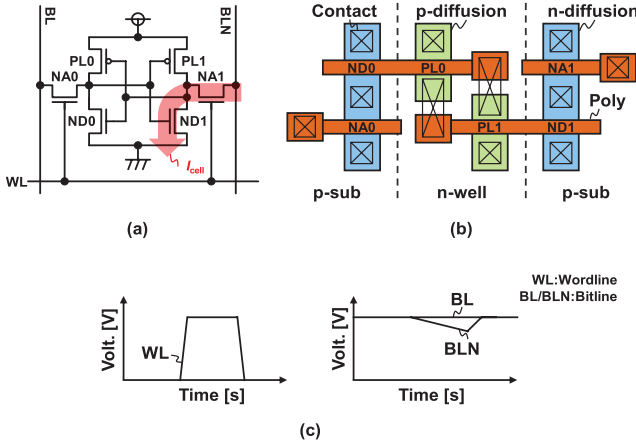 BL
BLN
PL0
PL1
NA0
NA1
ND0
ND1
Icell
WL
(a)
Contact
p-diffusion
n-diffusion
ND0
PL0
NA1
Poly
NA0
PL1
ND1
p-sub
n-well
p-sub
(b)
Volt. [V]
WL
Time [s]
Volt. [V]
BL
BLN
Time [s]
WL:Wordline
BL/BLN:Bitline
(c)